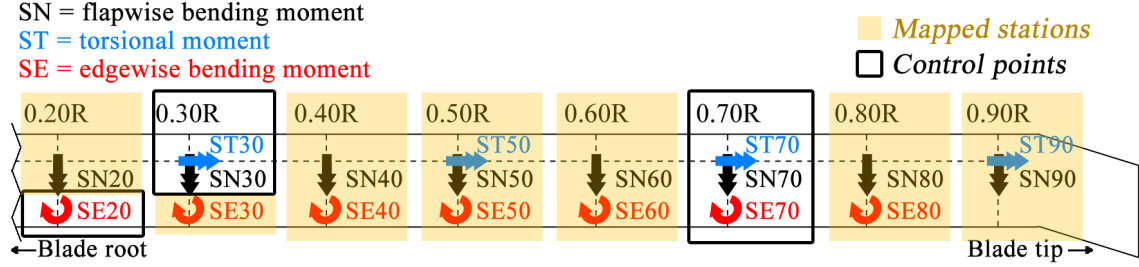 SN = flapwise bending moment
ST = torsional moment
SE = edgewise bending moment
Mapped stations
Control points
0.20R 0.30R 0.40R 0.50R 0.60R 0.70R 0.80R 0.90R
ST30 ST50 ST70 ST90
SN20 SN30 SN40 SN50 SN60 SN70 SN80 SN90
SE20 SE30 SE40 SE50 SE60 SE70 SE80
Blade root Blade tip